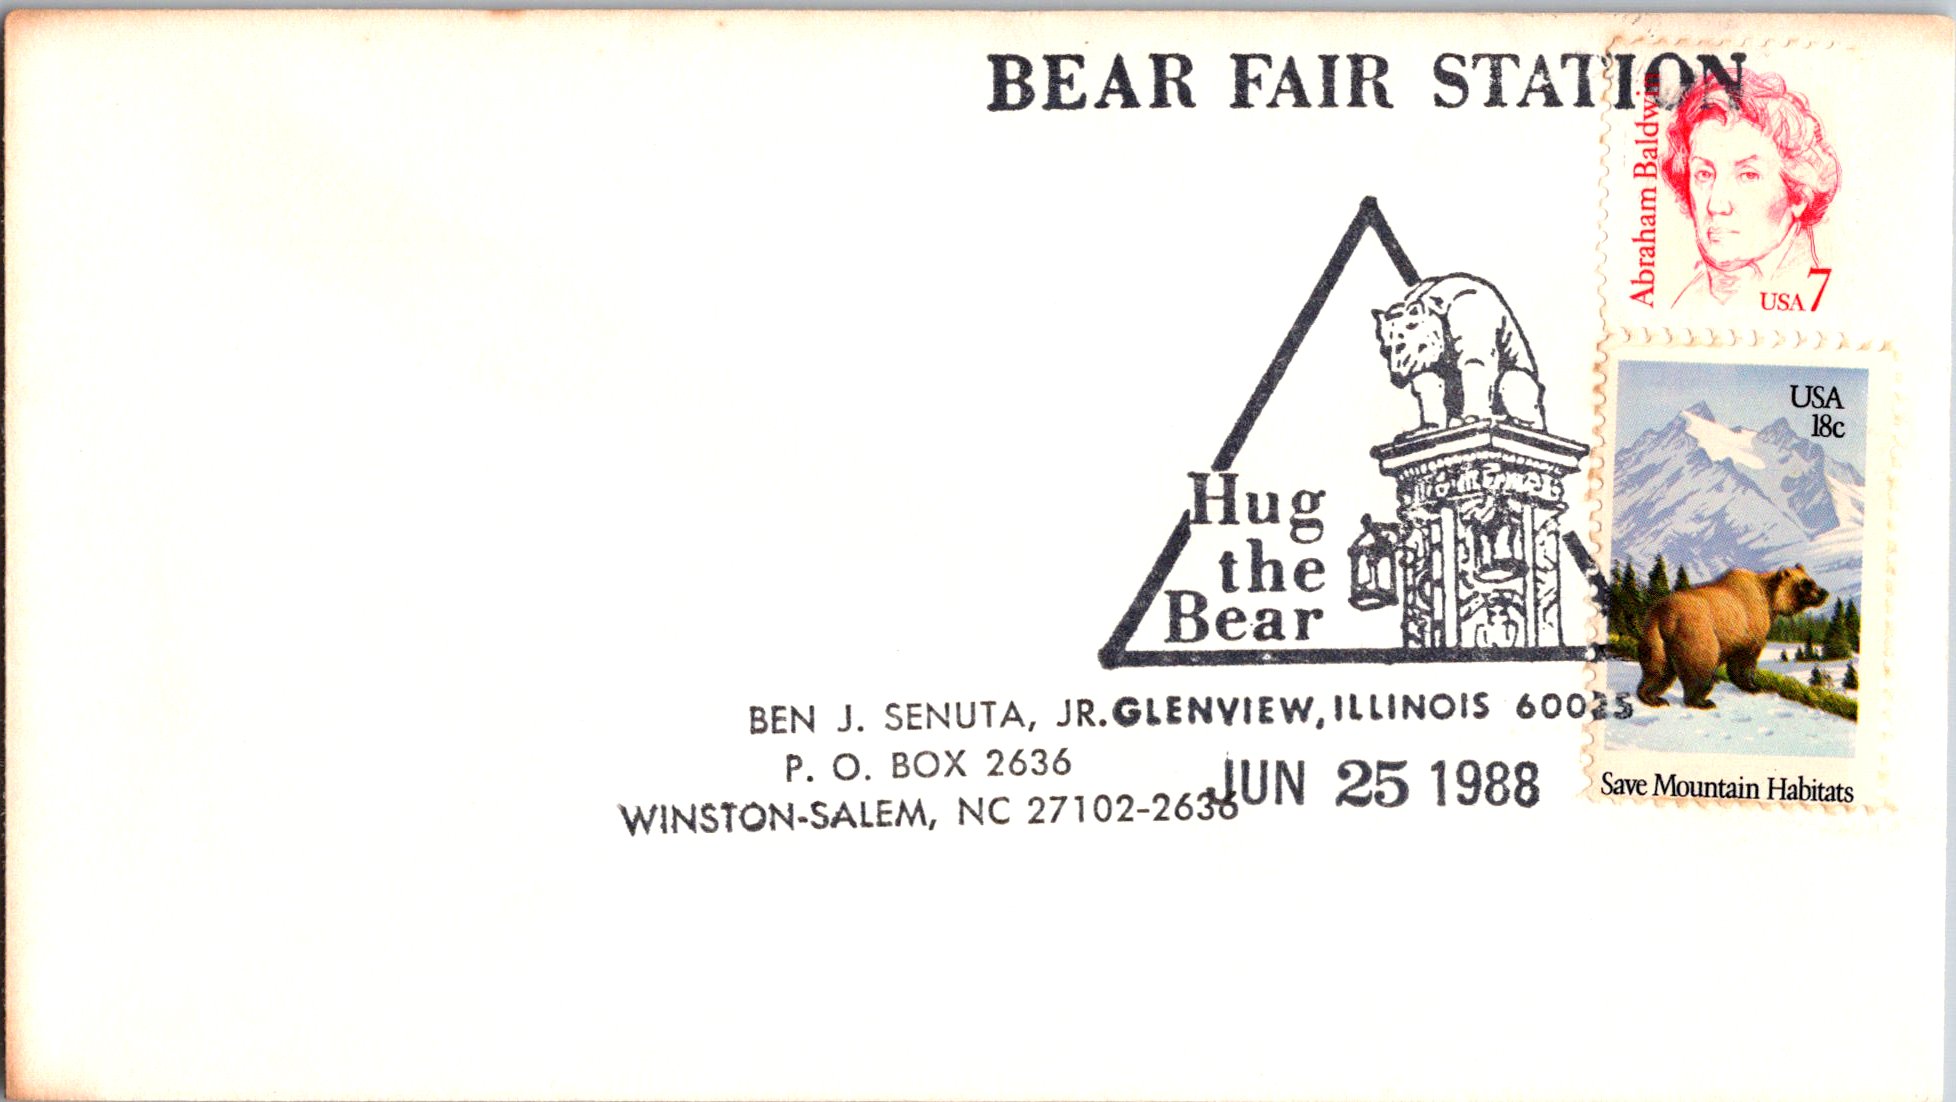 BEAR FAIR STATION
Abraham Baldwin
USA 7
USA
18c
Hug
the
Bear
Save Mountain Habitats
GLENVIEW, ILLINOIS 60025
JUN 25 1988
BEN J. SENUTA, JR.
P. O. BOX 2636
WINSTON-SALEM, NC 27102-2636